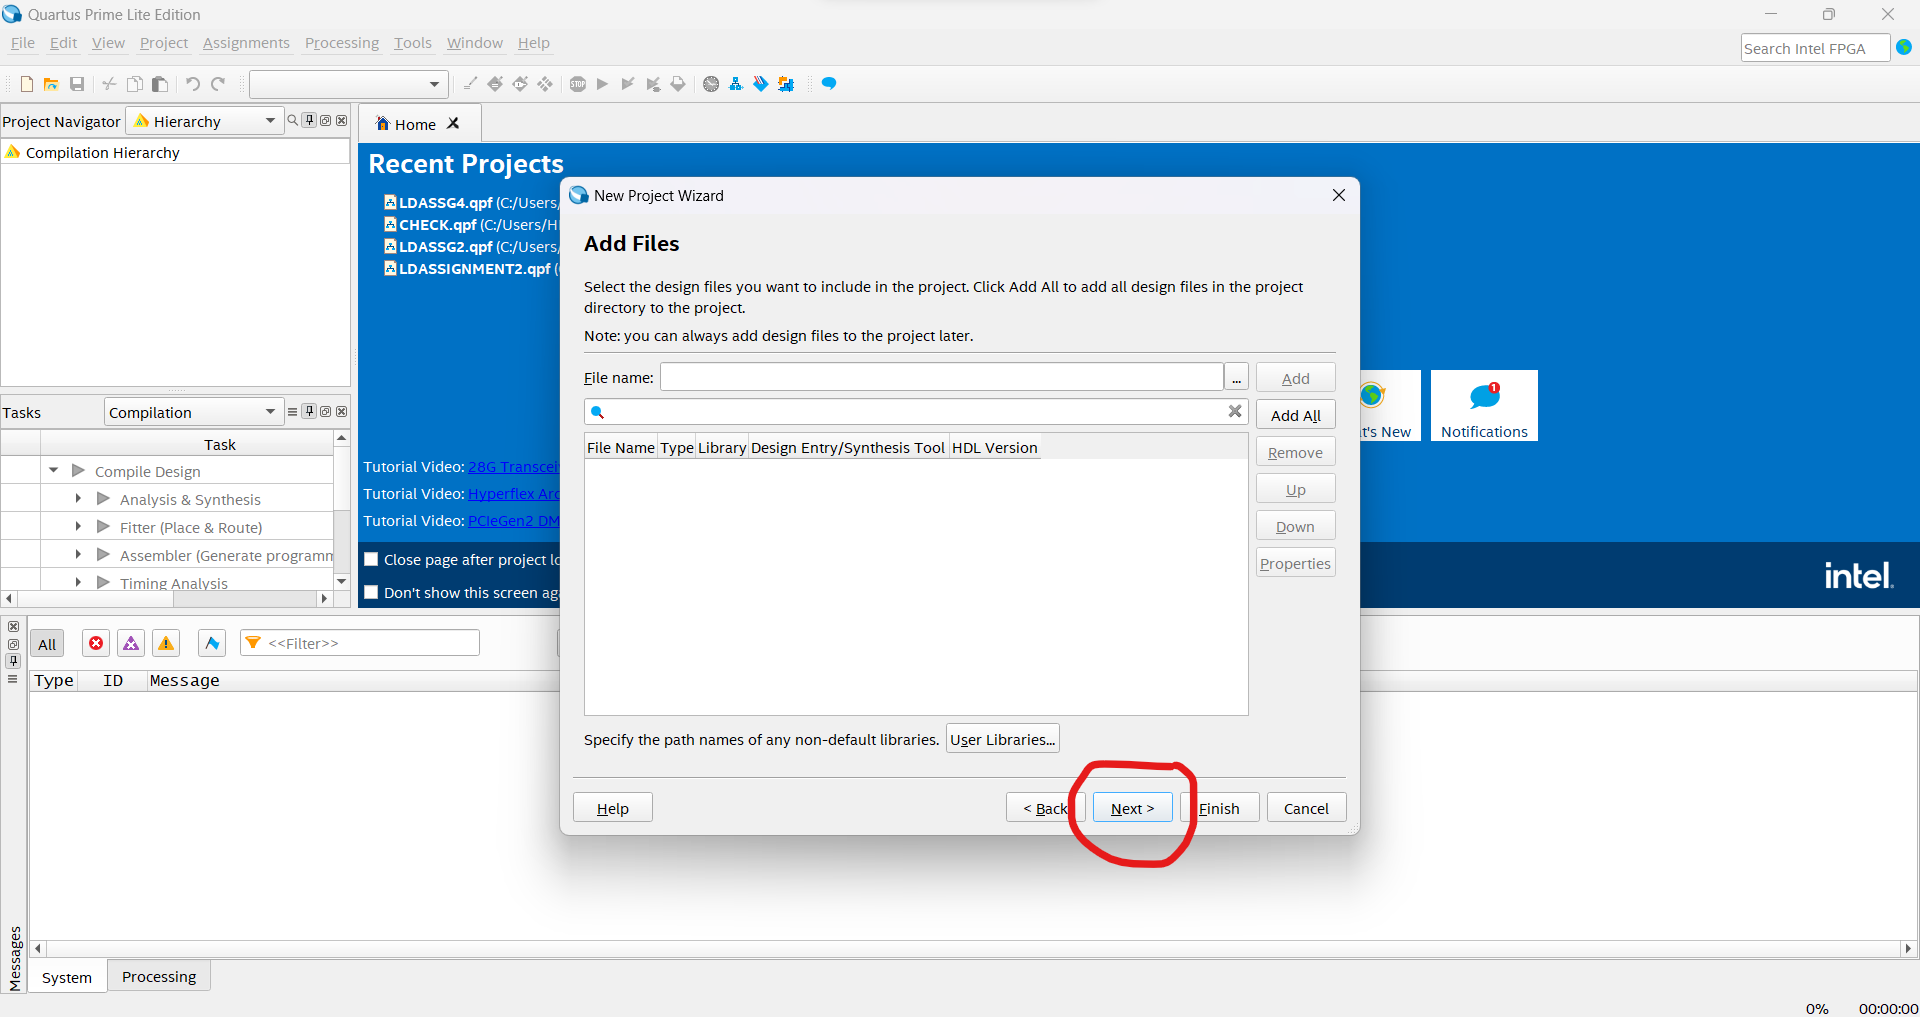 Quartus Prime Lite Edition
File Edit View Project Assignments Processing Tools Window Help
Search Intel FPGA
STOP
Project Navigator Hierarchy
Compilation Hierarchy
Home
Recent Projects
LDASSG4.qpf (C:/Users/
CHECK.qpf (C:/Users/H
LDASSG2.qpf (C:/Users/
LDASSIGNMENT2.qpf (
Tutorial Video: 28G Transcei
Tutorial Video: Hyperflex Arc
Tutorial Video: PCIeGen2 DM
Close page after project lo
Don't show this screen aga
New Project Wizard
Add Files
Select the design files you want to include in the project. Click Add All to add all design files in the project
directory to the project.
Note: you can always add design files to the project later.
File name: ... Add
Add All
File Name Type Library Design Entry/Synthesis Tool HDL Version
Remove
Up
Down
Properties
Specify the path names of any non-default libraries. User Libraries...
Help < Back Next > Finish Cancel
t's New
1
Notifications
intel.
Tasks Compilation
Task
Compile Design
Analysis & Synthesis
Fitter (Place & Route)
Assembler (Generate programm
Timing Analysis
All <<Filter>>
Type ID Message
Messages
System Processing
0% 00:00:00